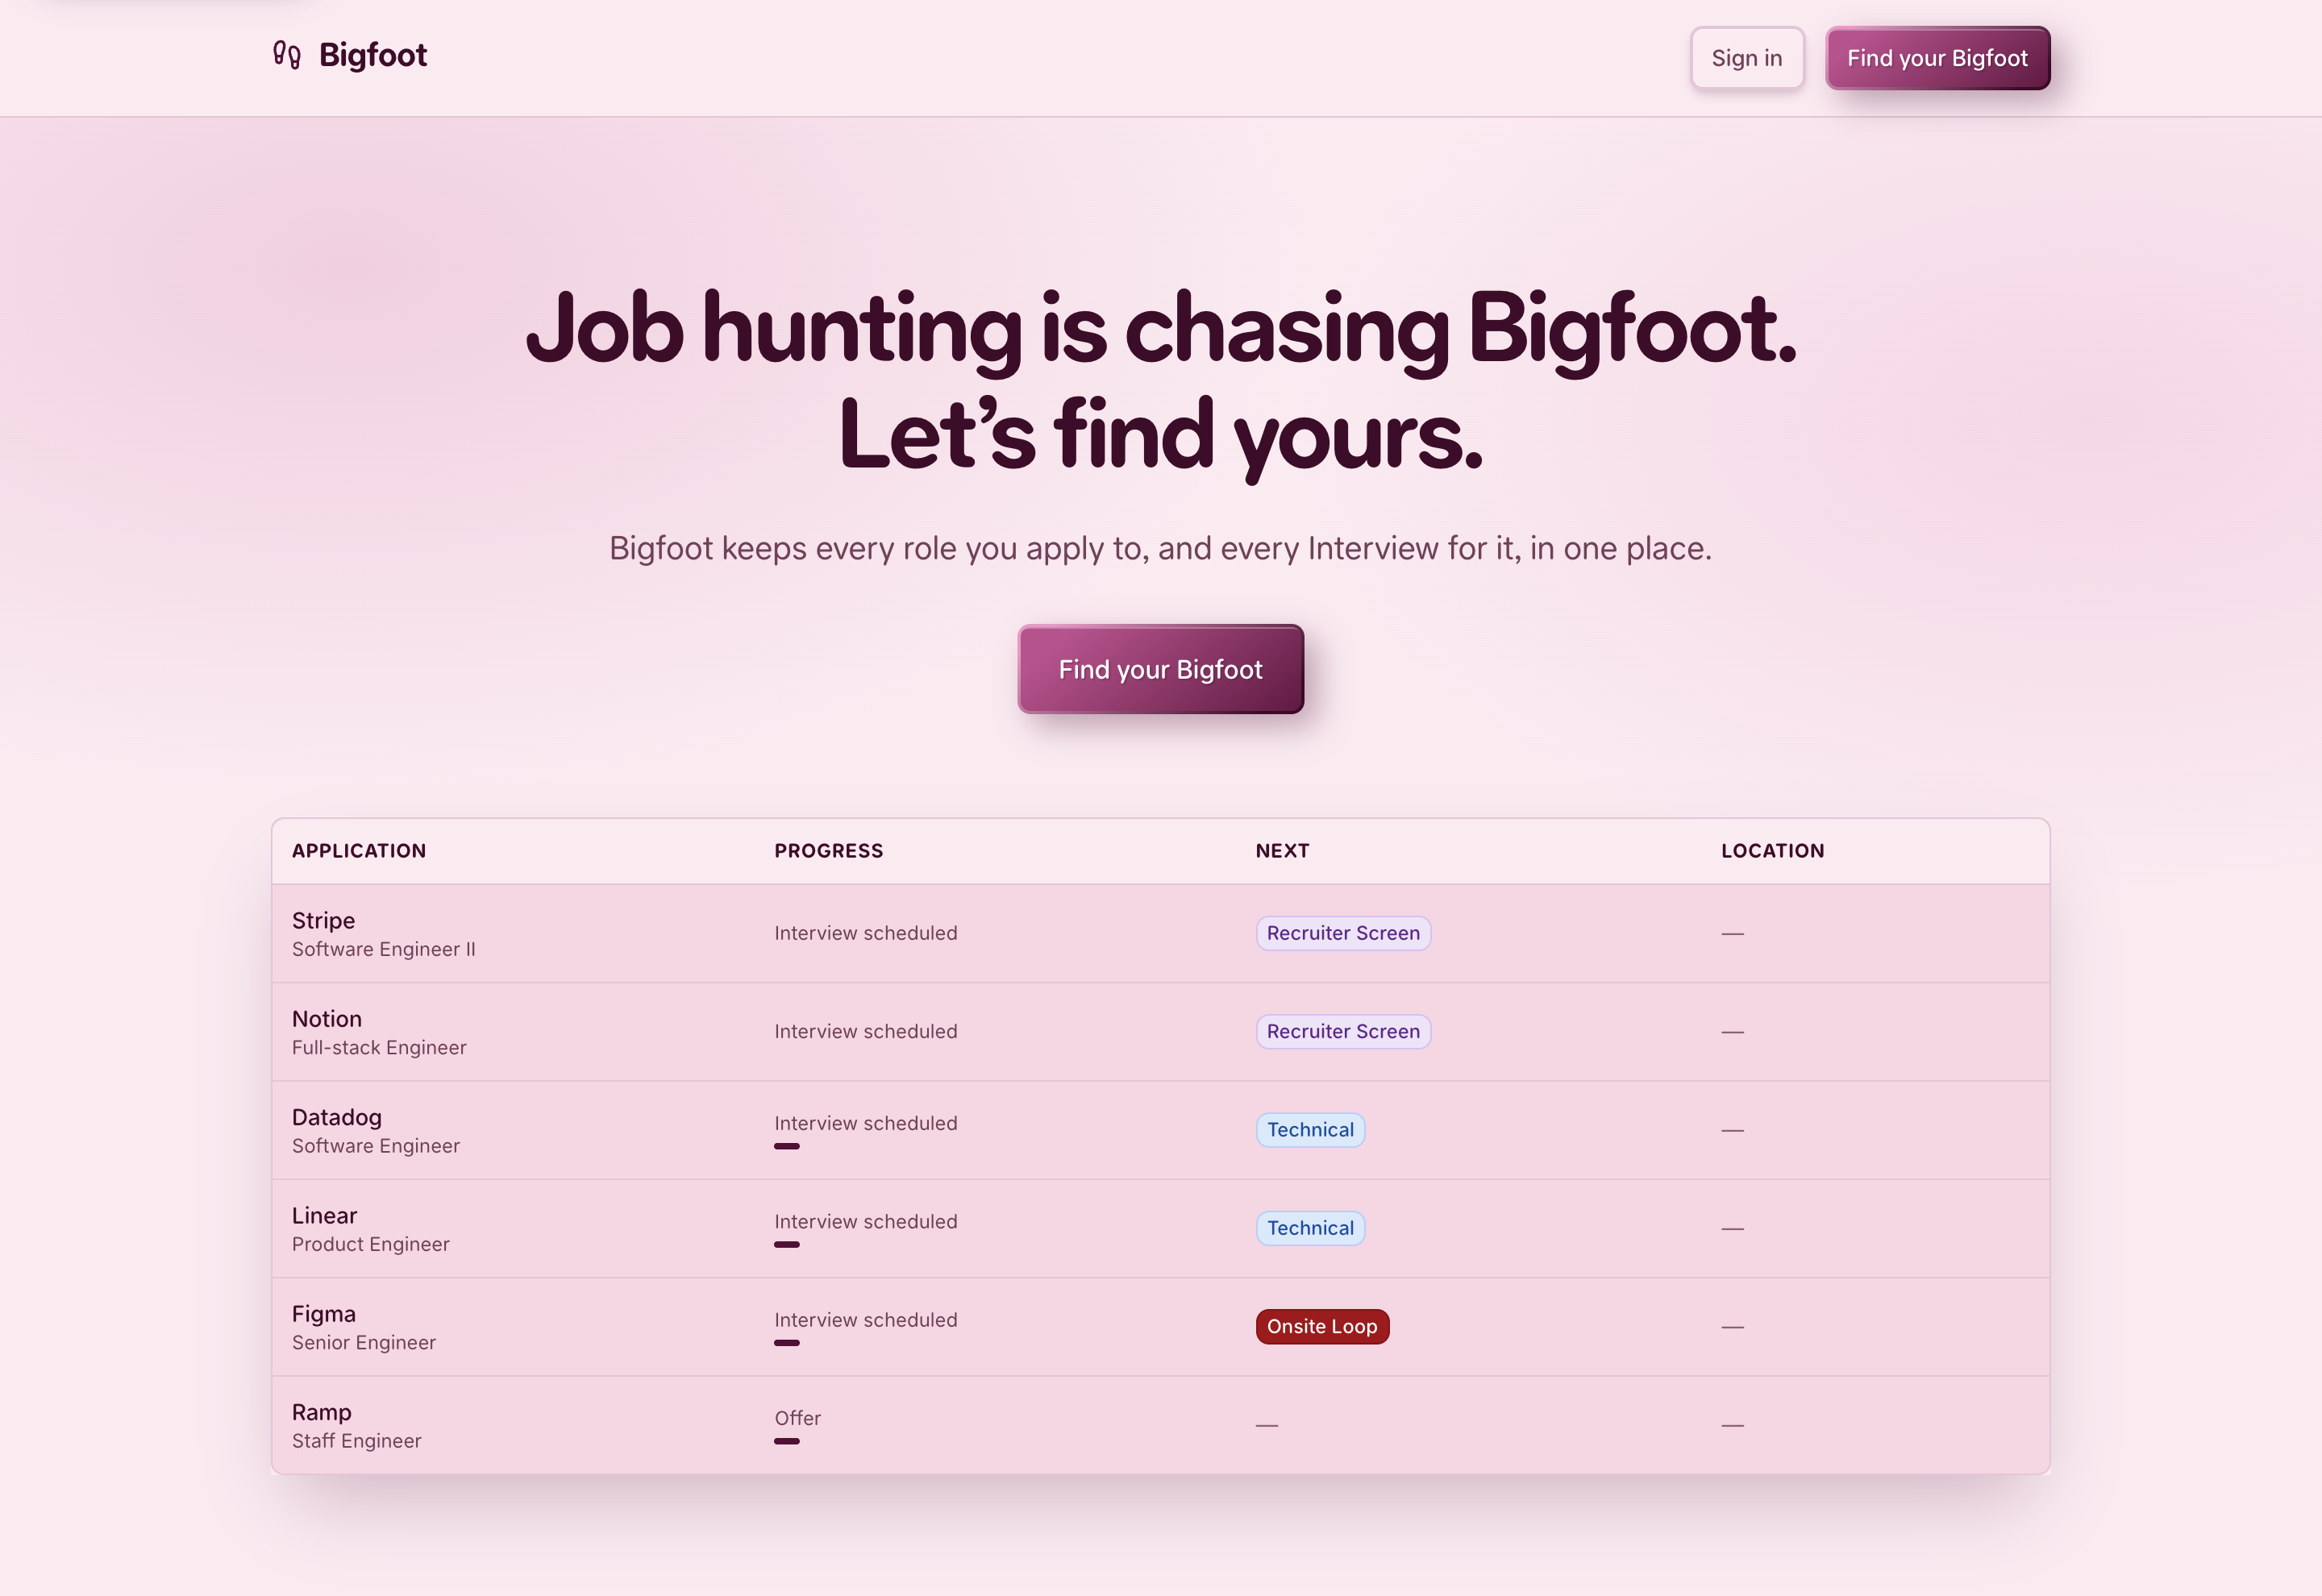 Bigfoot
Sign in
Find your Bigfoot
Job hunting is chasing Bigfoot.
Let’s find yours.
Bigfoot keeps every role you apply to, and every Interview for it, in one place.
Find your Bigfoot
APPLICATION PROGRESS NEXT LOCATION
Stripe
Software Engineer II
Interview scheduled
Recruiter Screen
—
Notion
Full-stack Engineer
Interview scheduled
Recruiter Screen
—
Datadog
Software Engineer
Interview scheduled
Technical
—
Linear
Product Engineer
Interview scheduled
Technical
—
Figma
Senior Engineer
Interview scheduled
Onsite Loop
—
Ramp
Staff Engineer
Offer
—
—